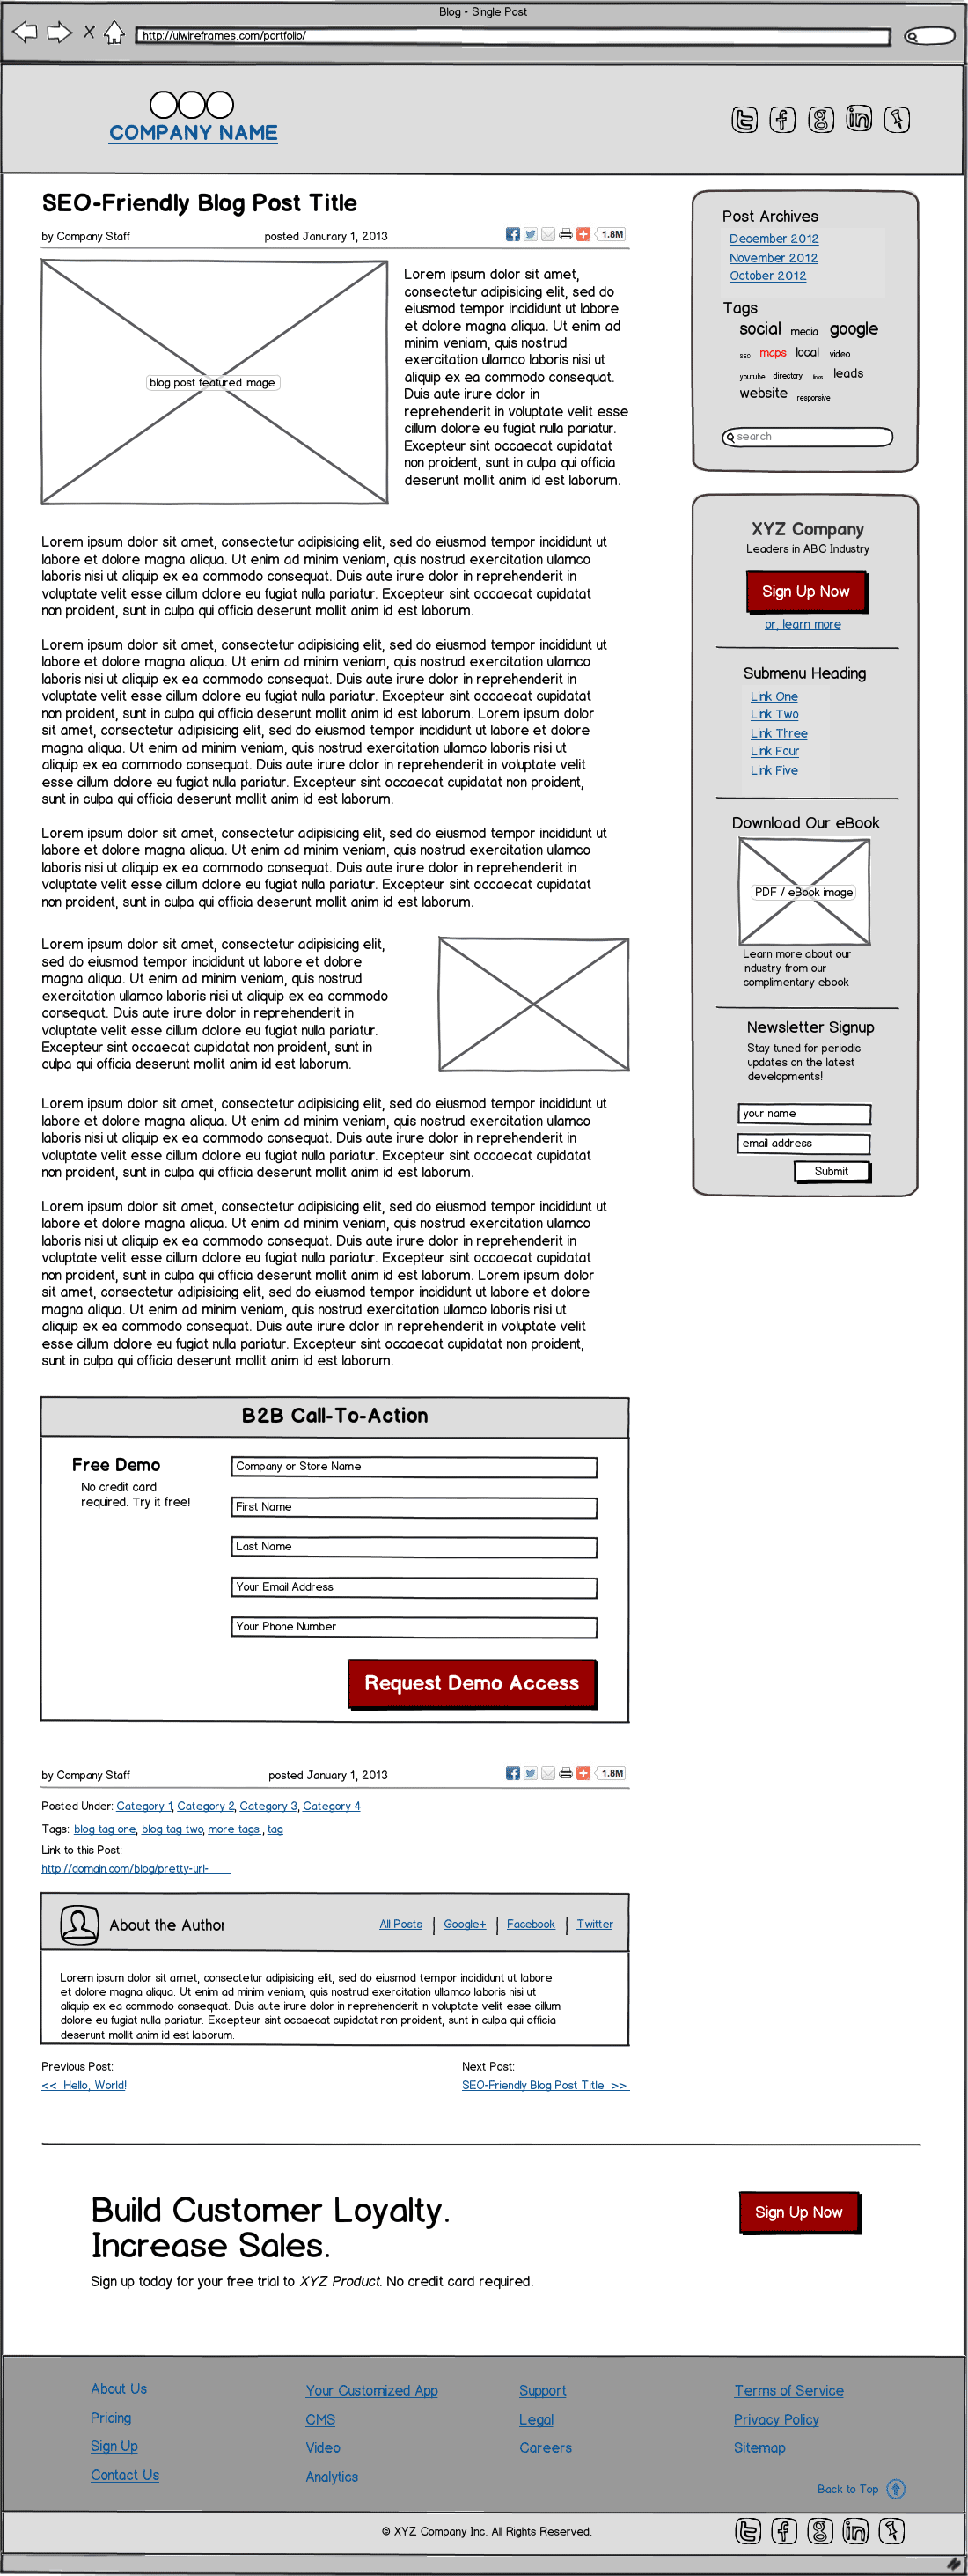 Blog - Single Post
http://uiwireframes.com/portfolio/
COMPANY NAME
SEO-Friendly Blog Post Title
by Company Staff
posted Janurary 1, 2013
1.8M
blog post featured image
Lorem ipsum dolor sit amet,
consectetur adipisicing elit, sed do
eiusmod tempor incididunt ut labore
et dolore magna aliqua. Ut enim ad
minim veniam, quis nostrud
exercitation ullamco laboris nisi ut
aliquip ex ea commodo consequat.
Duis aute irure dolor in
reprehenderit in voluptate velit esse
cillum dolore eu fugiat nulla pariatur.
Excepteur sint occaecat cupidatat
non proident, sunt in culpa qui officia
deserunt mollit anim id est laborum.
Lorem ipsum dolor sit amet, consectetur adipisicing elit, sed do eiusmod tempor incididunt ut
labore et dolore magna aliqua. Ut enim ad minim veniam, quis nostrud exercitation ullamco
laboris nisi ut aliquip ex ea commodo consequat. Duis aute irure dolor in reprehenderit in
voluptate velit esse cillum dolore eu fugiat nulla pariatur. Excepteur sint occaecat cupidatat
non proident, sunt in culpa qui officia deserunt mollit anim id est laborum.
Lorem ipsum dolor sit amet, consectetur adipisicing elit, sed do eiusmod tempor incididunt ut
labore et dolore magna aliqua. Ut enim ad minim veniam, quis nostrud exercitation ullamco
laboris nisi ut aliquip ex ea commodo consequat. Duis aute irure dolor in reprehenderit in
voluptate velit esse cillum dolore eu fugiat nulla pariatur. Excepteur sint occaecat cupidatat
non proident, sunt in culpa qui officia deserunt mollit anim id est laborum. Lorem ipsum dolor
sit amet, consectetur adipisicing elit, sed do eiusmod tempor incididunt ut labore et dolore
magna aliqua. Ut enim ad minim veniam, quis nostrud exercitation ullamco laboris nisi ut
aliquip ex ea commodo consequat. Duis aute irure dolor in reprehenderit in voluptate velit
esse cillum dolore eu fugiat nulla pariatur. Excepteur sint occaecat cupidatat non proident,
sunt in culpa qui officia deserunt mollit anim id est laborum.
Lorem ipsum dolor sit amet, consectetur adipisicing elit, sed do eiusmod tempor incididunt ut
labore et dolore magna aliqua. Ut enim ad minim veniam, quis nostrud exercitation ullamco
laboris nisi ut aliquip ex ea commodo consequat. Duis aute irure dolor in reprehenderit in
voluptate velit esse cillum dolore eu fugiat nulla pariatur. Excepteur sint occaecat cupidatat
non proident, sunt in culpa qui officia deserunt mollit anim id est laborum.
Lorem ipsum dolor sit amet, consectetur adipisicing elit,
sed do eiusmod tempor incididunt ut labore et dolore
magna aliqua. Ut enim ad minim veniam, quis nostrud
exercitation ullamco laboris nisi ut aliquip ex ea commodo
consequat. Duis aute irure dolor in reprehenderit in
voluptate velit esse cillum dolore eu fugiat nulla pariatur.
Excepteur sint occaecat cupidatat non proident, sunt in
culpa qui officia deserunt mollit anim id est laborum.
Lorem ipsum dolor sit amet, consectetur adipisicing elit, sed do eiusmod tempor incididunt ut
labore et dolore magna aliqua. Ut enim ad minim veniam, quis nostrud exercitation ullamco
laboris nisi ut aliquip ex ea commodo consequat. Duis aute irure dolor in reprehenderit in
voluptate velit esse cillum dolore eu fugiat nulla pariatur. Excepteur sint occaecat cupidatat
non proident, sunt in culpa qui officia deserunt mollit anim id est laborum.
Lorem ipsum dolor sit amet, consectetur adipisicing elit, sed do eiusmod tempor incididunt ut
labore et dolore magna aliqua. Ut enim ad minim veniam, quis nostrud exercitation ullamco
laboris nisi ut aliquip ex ea commodo consequat. Duis aute irure dolor in reprehenderit in
voluptate velit esse cillum dolore eu fugiat nulla pariatur. Excepteur sint occaecat cupidatat
non proident, sunt in culpa qui officia deserunt mollit anim id est laborum. Lorem ipsum dolor
sit amet, consectetur adipisicing elit, sed do eiusmod tempor incididunt ut labore et dolore
magna aliqua. Ut enim ad minim veniam, quis nostrud exercitation ullamco laboris nisi ut
aliquip ex ea commodo consequat. Duis aute irure dolor in reprehenderit in voluptate velit
esse cillum dolore eu fugiat nulla pariatur. Excepteur sint occaecat cupidatat non proident,
sunt in culpa qui officia deserunt mollit anim id est laborum.
Post Archives
December 2012
November 2012
October 2012
Tags
social media google
SEO maps local video
youtube directory links leads
website responsive
search
XYZ Company
Leaders in ABC Industry
Sign Up Now
or, learn more
Submenu Heading
Link One
Link Two
Link Three
Link Four
Link Five
Download Our eBook
PDF / eBook image
Learn more about our
industry from our
complimentary ebook
Newsletter Signup
Stay tuned for periodic
updates on the latest
developments!
your name
email address
Submit
B2B Call-To-Action
Free Demo
No credit card
required. Try it free!
Company or Store Name
First Name
Last Name
Your Email Address
Your Phone Number
Request Demo Access
by Company Staff
posted January 1, 2013
1.8M
Posted Under: Category 1, Category 2, Category 3, Category 4
Tags: blog tag one, blog tag two, more tags , tag
Link to this Post:
http://domain.com/blog/pretty-url-
About the Author
All Posts | Google+ | Facebook | Twitter
Lorem ipsum dolor sit amet, consectetur adipisicing elit, sed do eiusmod tempor incididunt ut labore
et dolore magna aliqua. Ut enim ad minim veniam, quis nostrud exercitation ullamco laboris nisi ut
aliquip ex ea commodo consequat. Duis aute irure dolor in reprehenderit in voluptate velit esse cillum
dolore eu fugiat nulla pariatur. Excepteur sint occaecat cupidatat non proident, sunt in culpa qui officia
deserunt mollit anim id est laborum.
Previous Post:
<< Hello, World!
Next Post:
SEO-Friendly Blog Post Title >>
Build Customer Loyalty.
Increase Sales.
Sign up today for your free trial to XYZ Product. No credit card required.
Sign Up Now
About Us
Pricing
Sign Up
Contact Us
Your Customized App
CMS
Video
Analytics
Support
Legal
Careers
Terms of Service
Privacy Policy
Sitemap
Back to Top
© XYZ Company Inc. All Rights Reserved.